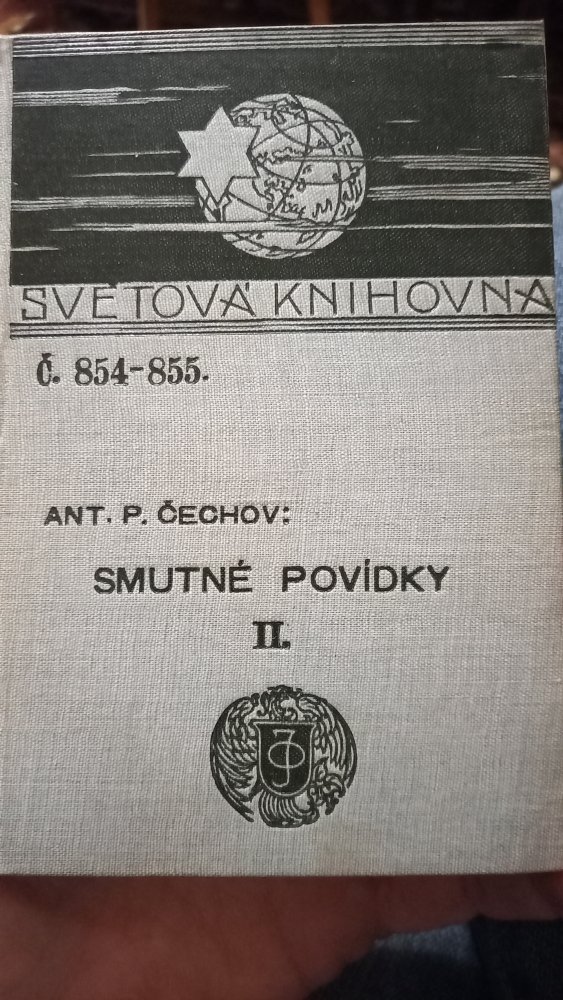 SVĚTOVÁ KNIHOVNA
Č. 854-855.
ANT. P. ČECHOV:
SMUTNÉ POVÍDKY
II.